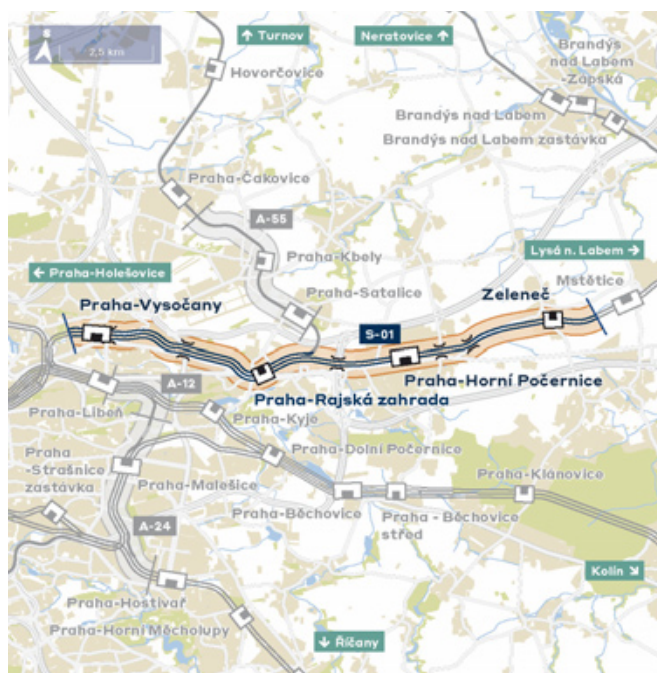 S
2,5 km
↑ Turnov
Neratovice ↑
Hovorčovice
Brandýs
nad Labem
-Zápská
Brandýs nad Labem
Brandýs nad Labem zastávka
Praha-Čakovice
A-55
Praha-Kbely
Lysá n. Labem →
← Praha-Holešovice
Praha-Satalice
Mstětice
Praha-Vysočany
Zeleneč
S-01
Praha-Horní Počernice
Praha-Rajská zahrada
A-12
Praha-Libeň
Praha-Kyje
Praha-Dolní Počernice
Praha
-Strašnice
zastávka
Praha-Malešice
Praha-Klánovice
Praha-Běchovice
Praha - Běchovice
střed
A-24
Kolín ↘
Praha-Hostivař
Praha-Horní Měcholupy
↓ Říčany